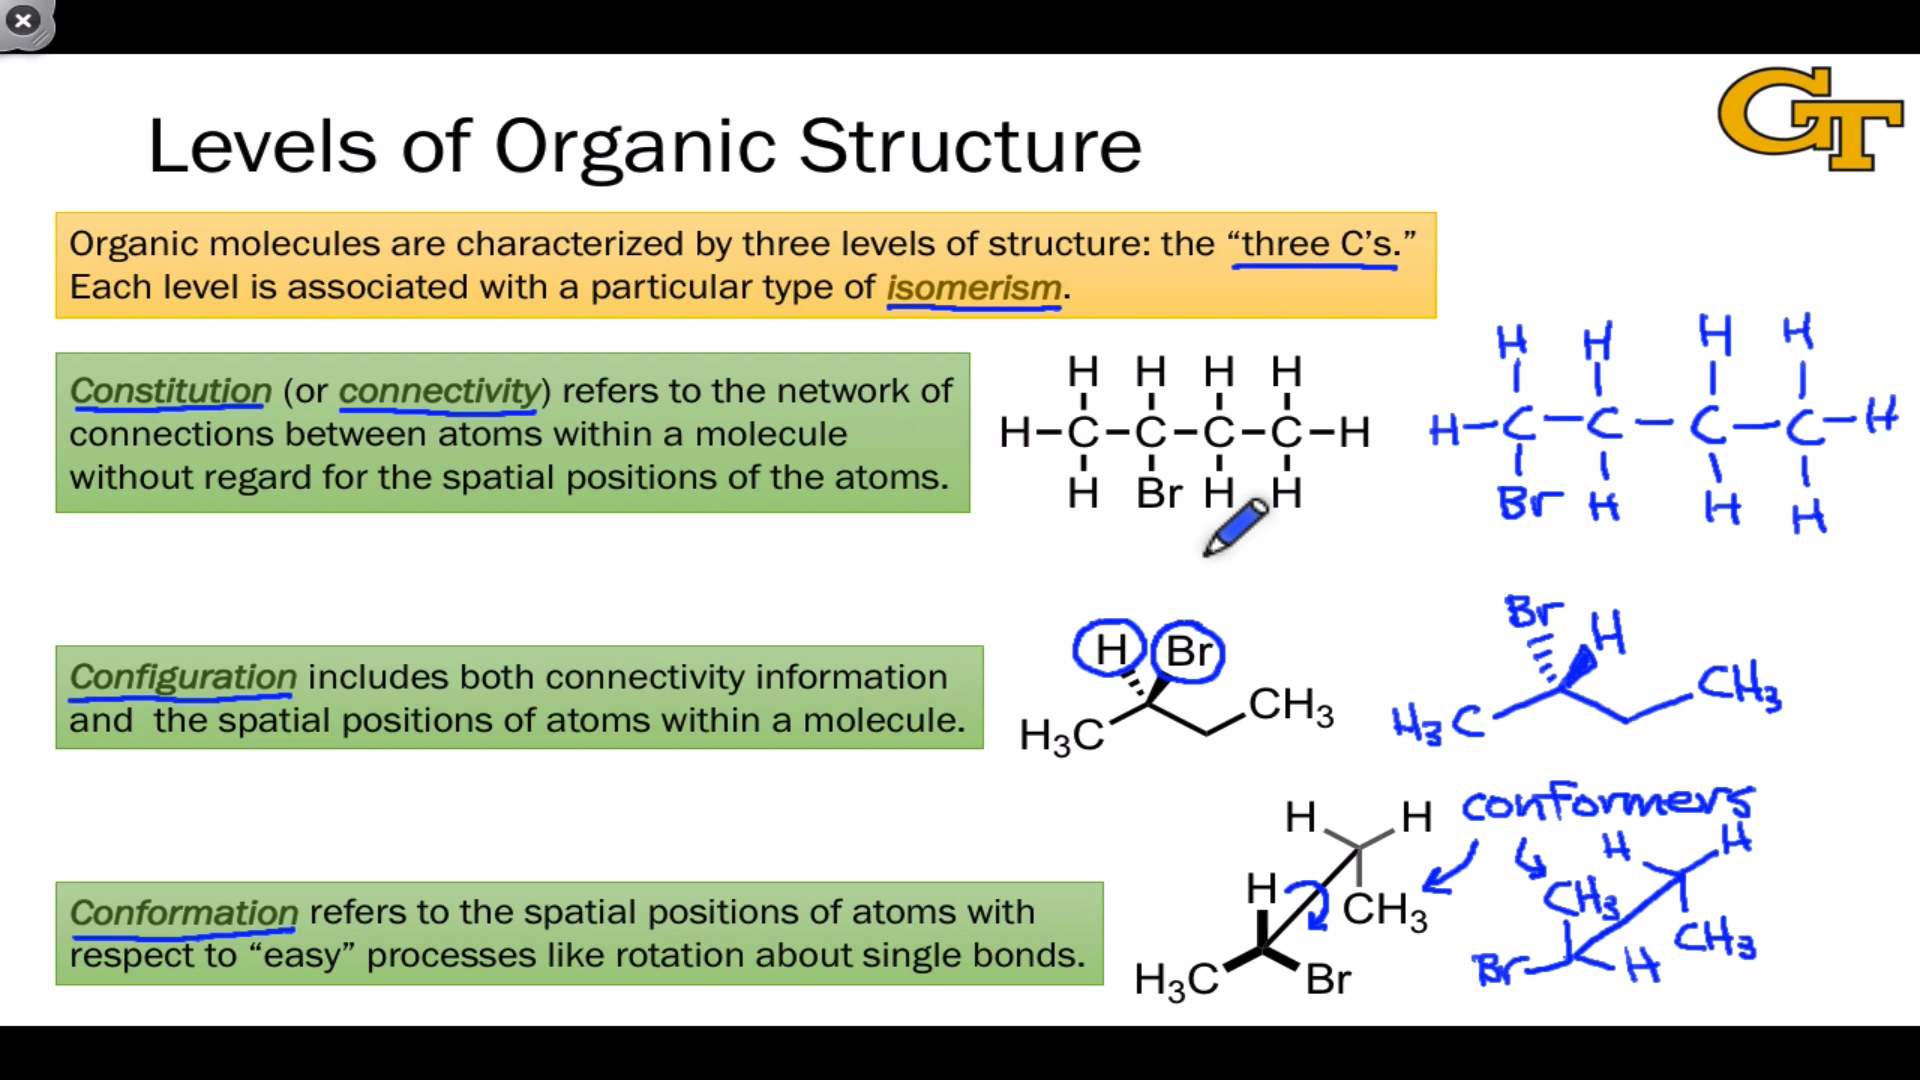 GT
Levels of Organic Structure
Organic molecules are characterized by three levels of structure: the “three C’s.”
Each level is associated with a particular type of isomerism.
Constitution (or connectivity) refers to the network of
connections between atoms within a molecule
without regard for the spatial positions of the atoms.
H H H H
H–C–C–C–C–H
H Br H H
H H H H
H–C–C–C–C–H
Br H H H
Configuration includes both connectivity information
and the spatial positions of atoms within a molecule.
H Br
CH3
H3C
Br H
CH3
H3C
Conformation refers to the spatial positions of atoms with
respect to “easy” processes like rotation about single bonds.
H H
H
CH3
H3C Br
conformers
H H
CH3
CH3
Br H